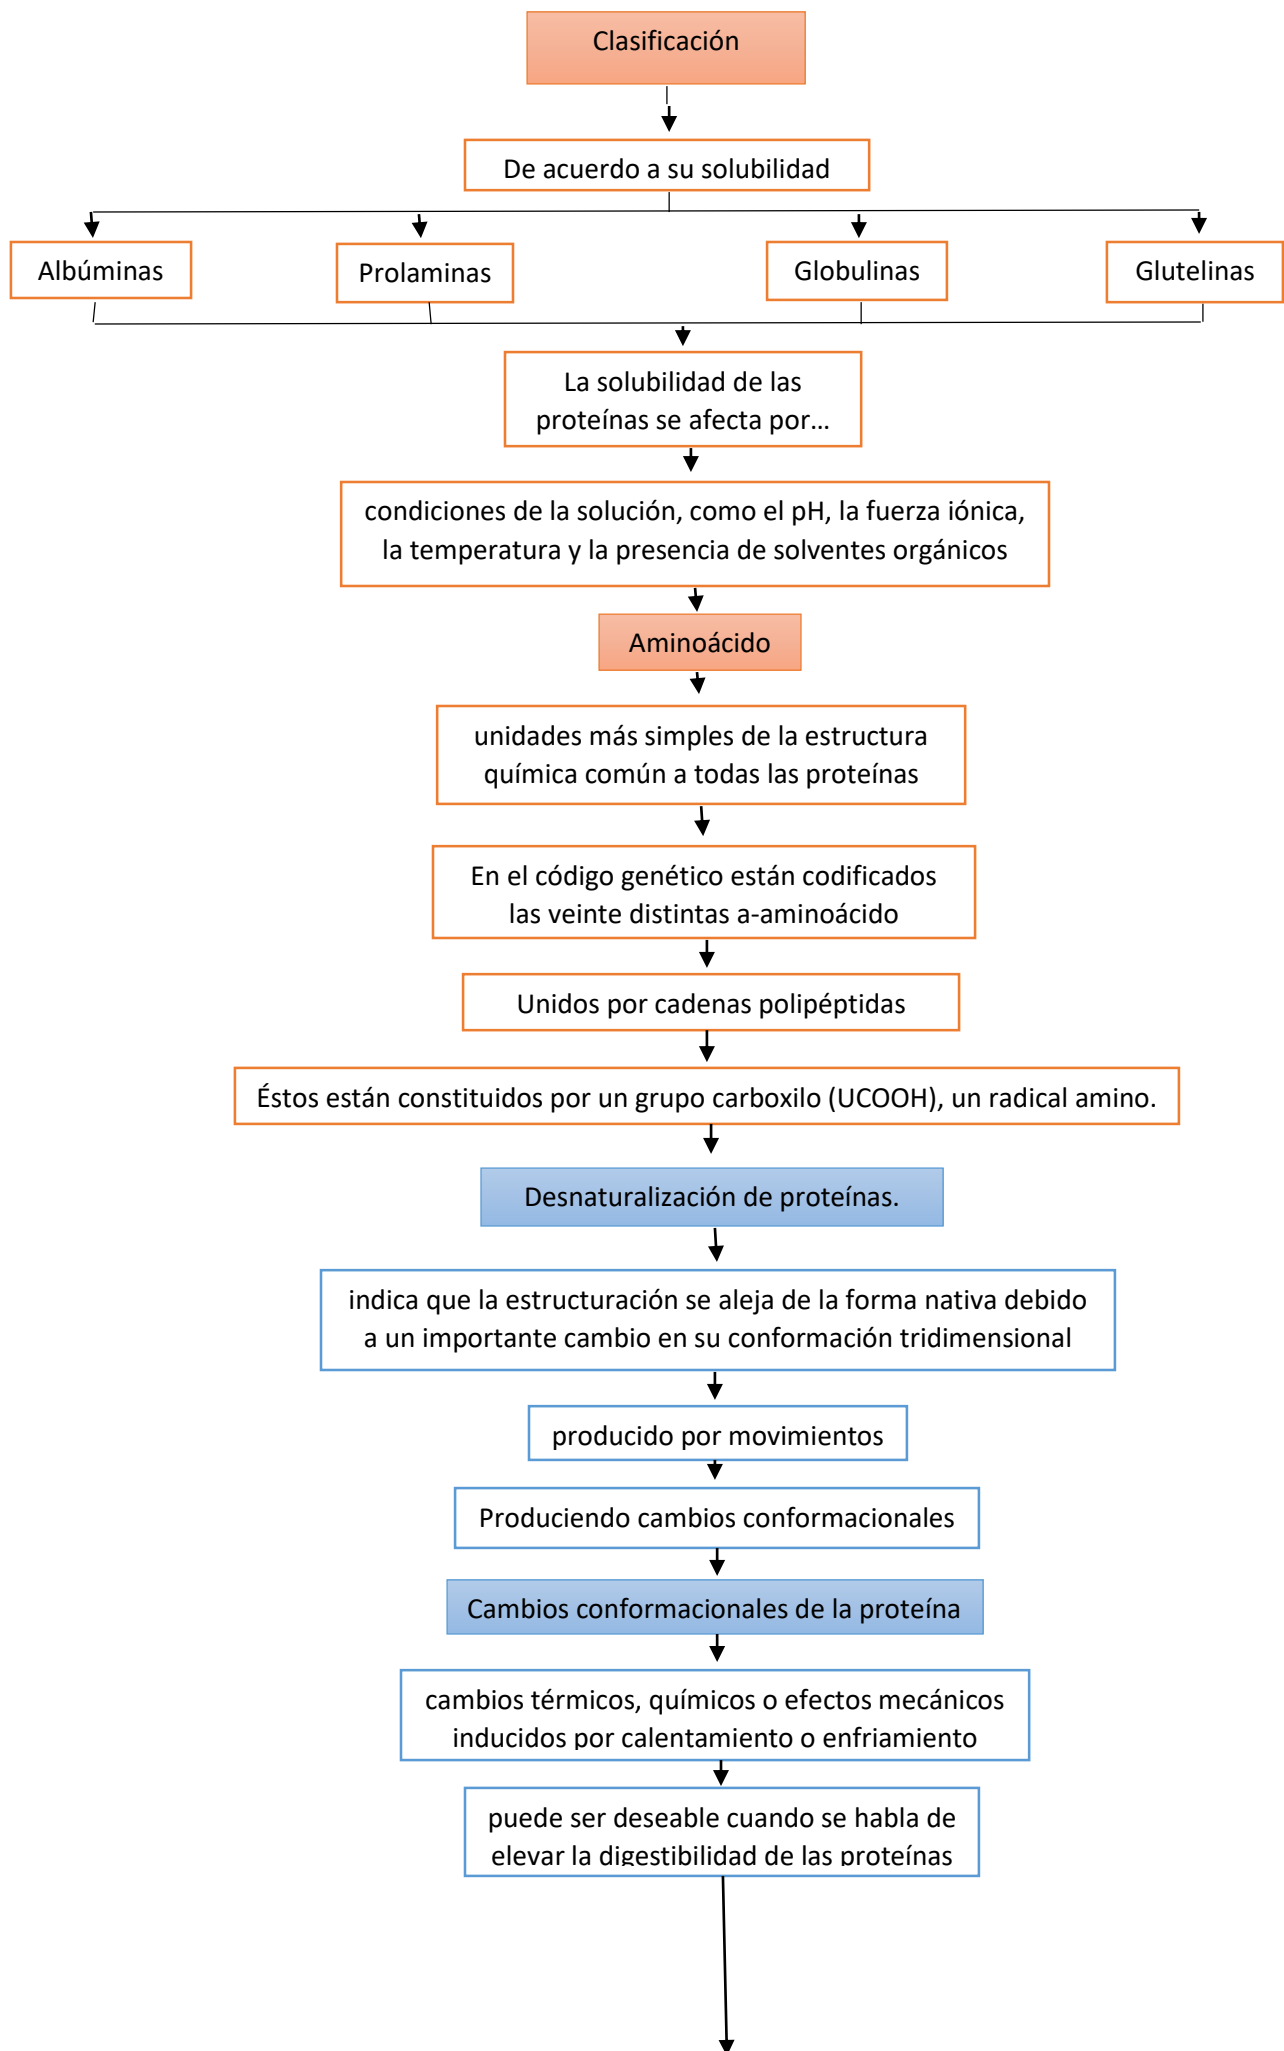 Clasificación
De acuerdo a su solubilidad
Albúminas
Prolaminas
Globulinas
Glutelinas
La solubilidad de las
proteínas se afecta por…
condiciones de la solución, como el pH, la fuerza iónica,
la temperatura y la presencia de solventes orgánicos
Aminoácido
unidades más simples de la estructura
química común a todas las proteínas
En el código genético están codificados
las veinte distintas a-aminoácido
Unidos por cadenas polipéptidas
Éstos están constituidos por un grupo carboxilo (UCOOH), un radical amino.
Desnaturalización de proteínas.
indica que la estructuración se aleja de la forma nativa debido
a un importante cambio en su conformación tridimensional
producido por movimientos
Produciendo cambios conformacionales
Cambios conformacionales de la proteína
cambios térmicos, químicos o efectos mecánicos
inducidos por calentamiento o enfriamiento
puede ser deseable cuando se habla de
elevar la digestibilidad de las proteínas